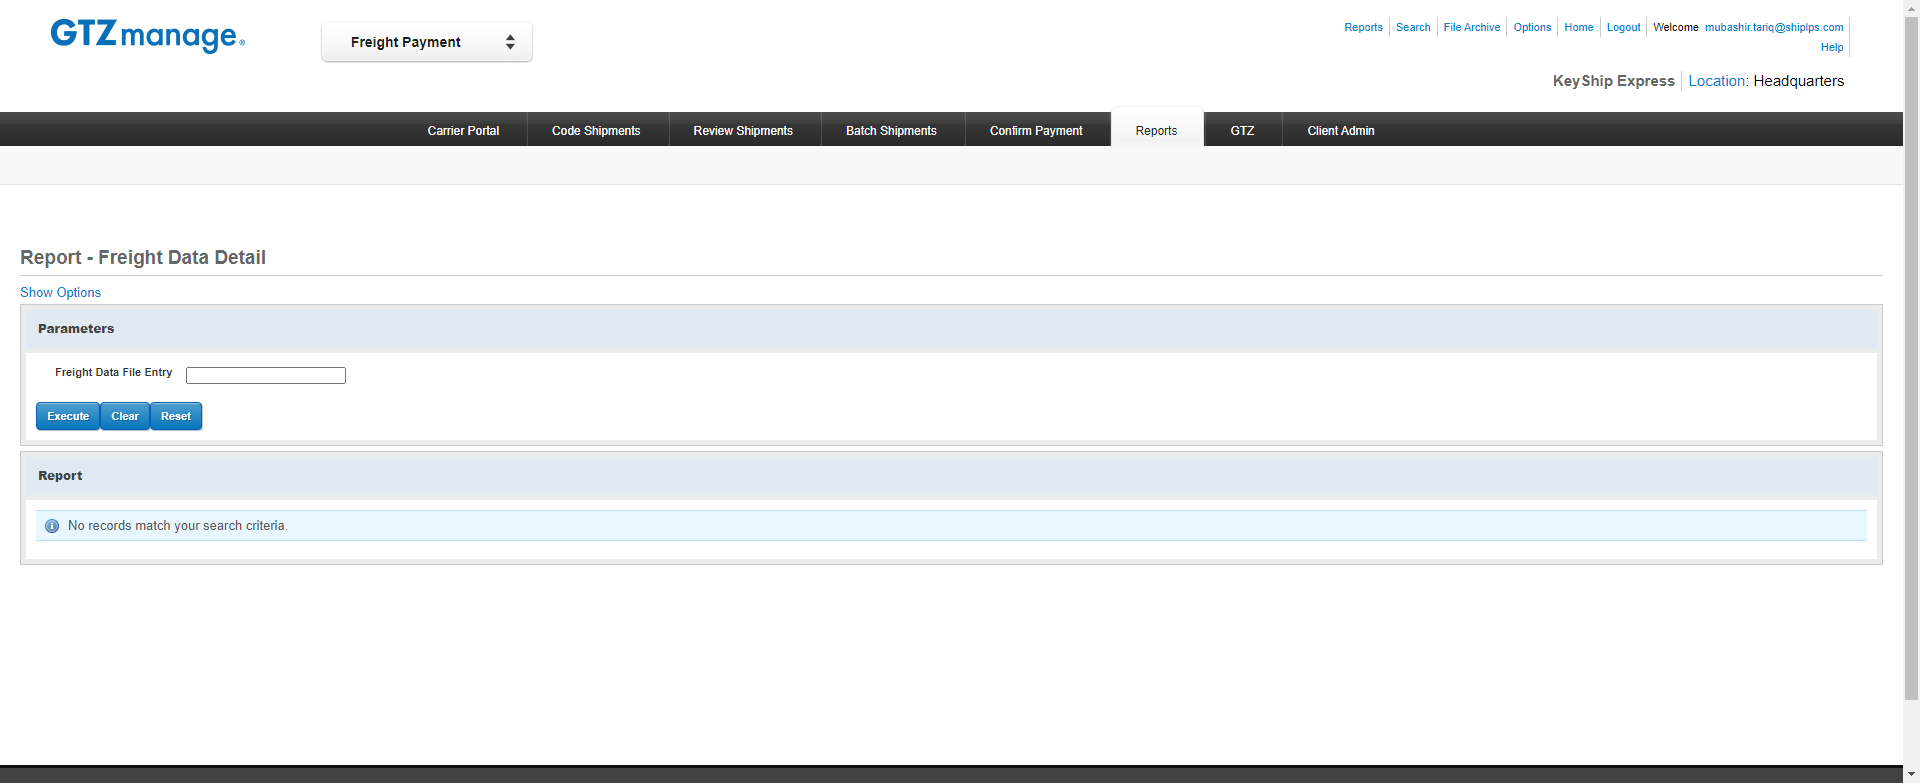 GTZmanage®
Freight Payment
Reports Search File Archive Options Home Logout Welcome mubashir.tariq@shiplps.com
Help
KeyShip Express Location: Headquarters
Carrier Portal Code Shipments Review Shipments Batch Shipments Confirm Payment Reports GTZ Client Admin
Report - Freight Data Detail
Show Options
Parameters
Freight Data File Entry
Execute Clear Reset
Report
No records match your search criteria.